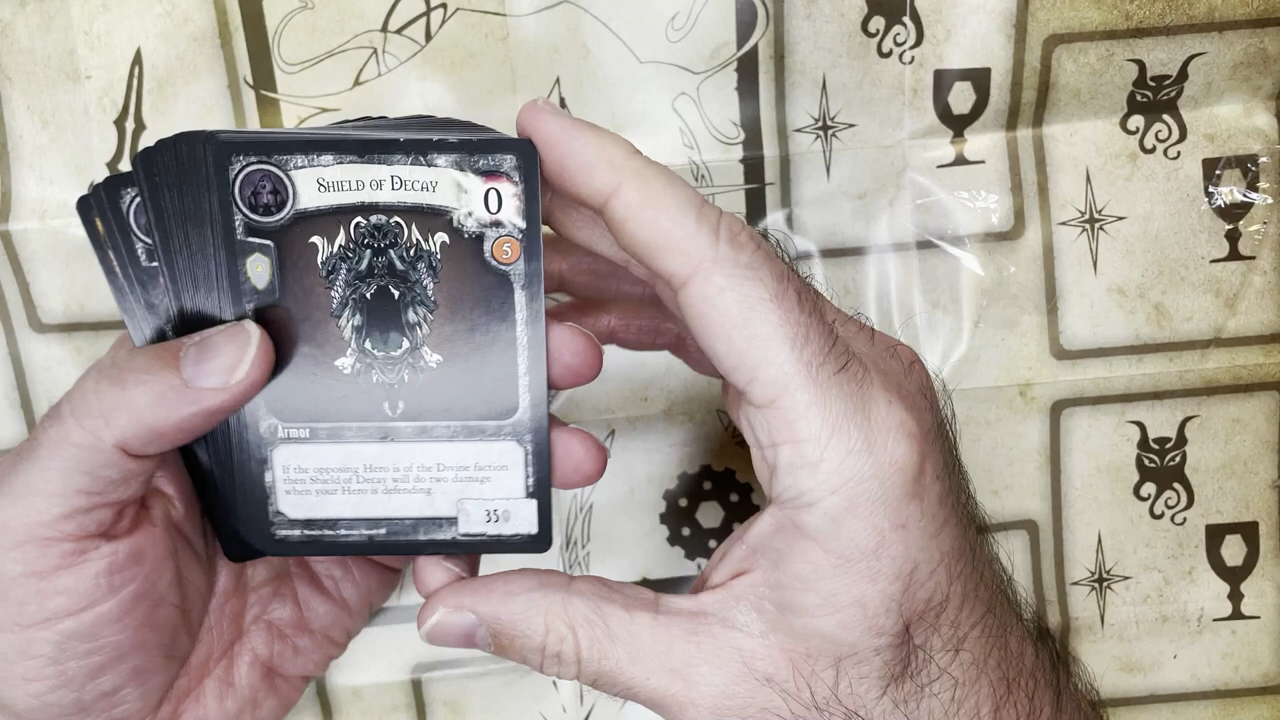 SHIELD OF DECAY
0
5
Armor
If the opposing Hero is of the Divine faction
then Shield of Decay will do two damage
when your Hero is defending.
35